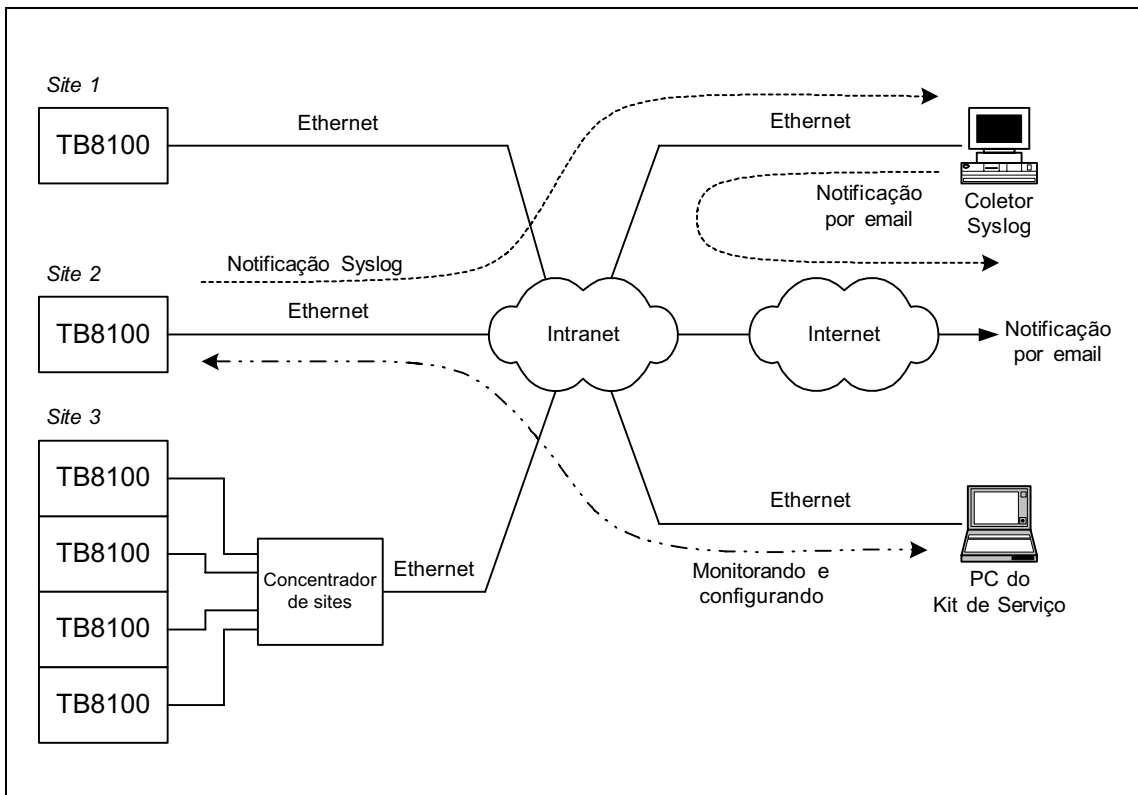 Site 1
TB8100
Ethernet
Ethernet
Coletor
Syslog
Notificação
por email
Site 2
TB8100
Notificação Syslog
Ethernet
Intranet
Internet
Notificação
por email
Site 3
TB8100
TB8100
TB8100
TB8100
Concentrador
de sites
Ethernet
Ethernet
Monitorando e
configurando
PC do
Kit de Serviço